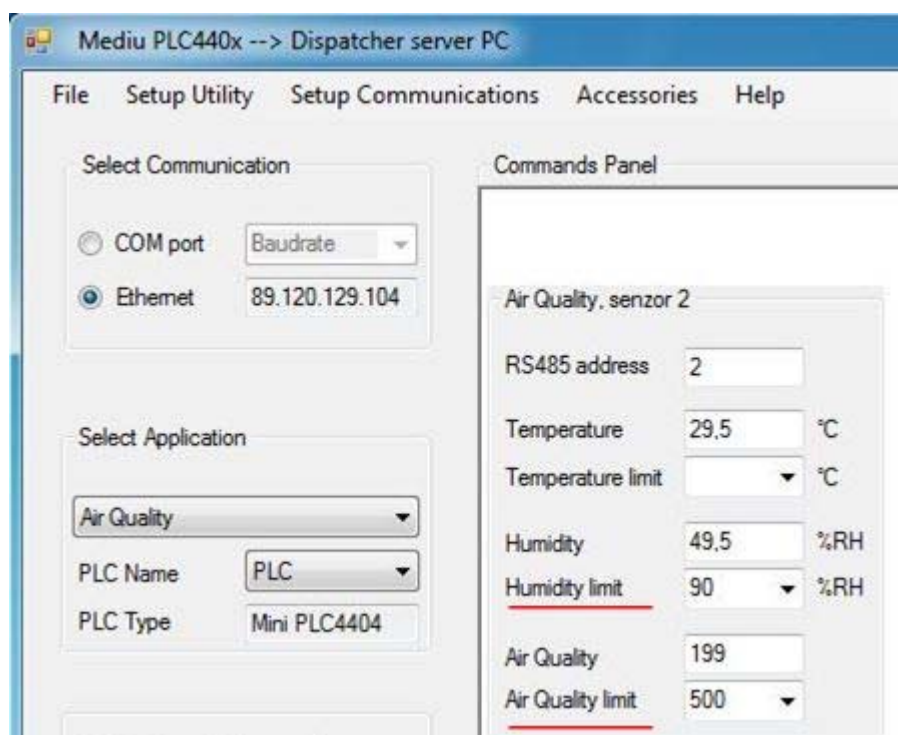 Mediu PLC440x --> Dispatcher server PC
File Setup Utility Setup Communications Accessories Help
Select Communication
COM port Baudrate
Ethernet 89.120.129.104
Select Application
Air Quality
PLC Name PLC
PLC Type Mini PLC4404
Commands Panel
Air Quality, senzor 2
RS485 address 2
Temperature 29,5 °C
Temperature limit °C
Humidity 49,5 %RH
Humidity limit 90 %RH
Air Quality 199
Air Quality limit 500